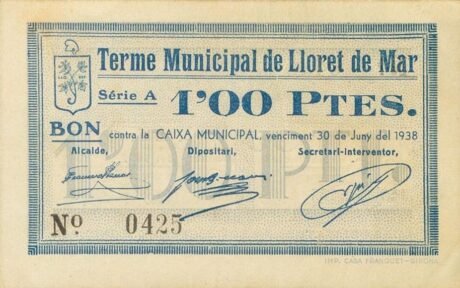 Terme Municipal de Lloret de Mar
Série A 1'00 PTES.
BON contra la CAIXA MUNICIPAL, venciment 30 de Juny del 1938
Alcalde, Dipositari, Secretari-Interventor,
Nº 0425
IMP. CASA FRANQUET - GIRONA